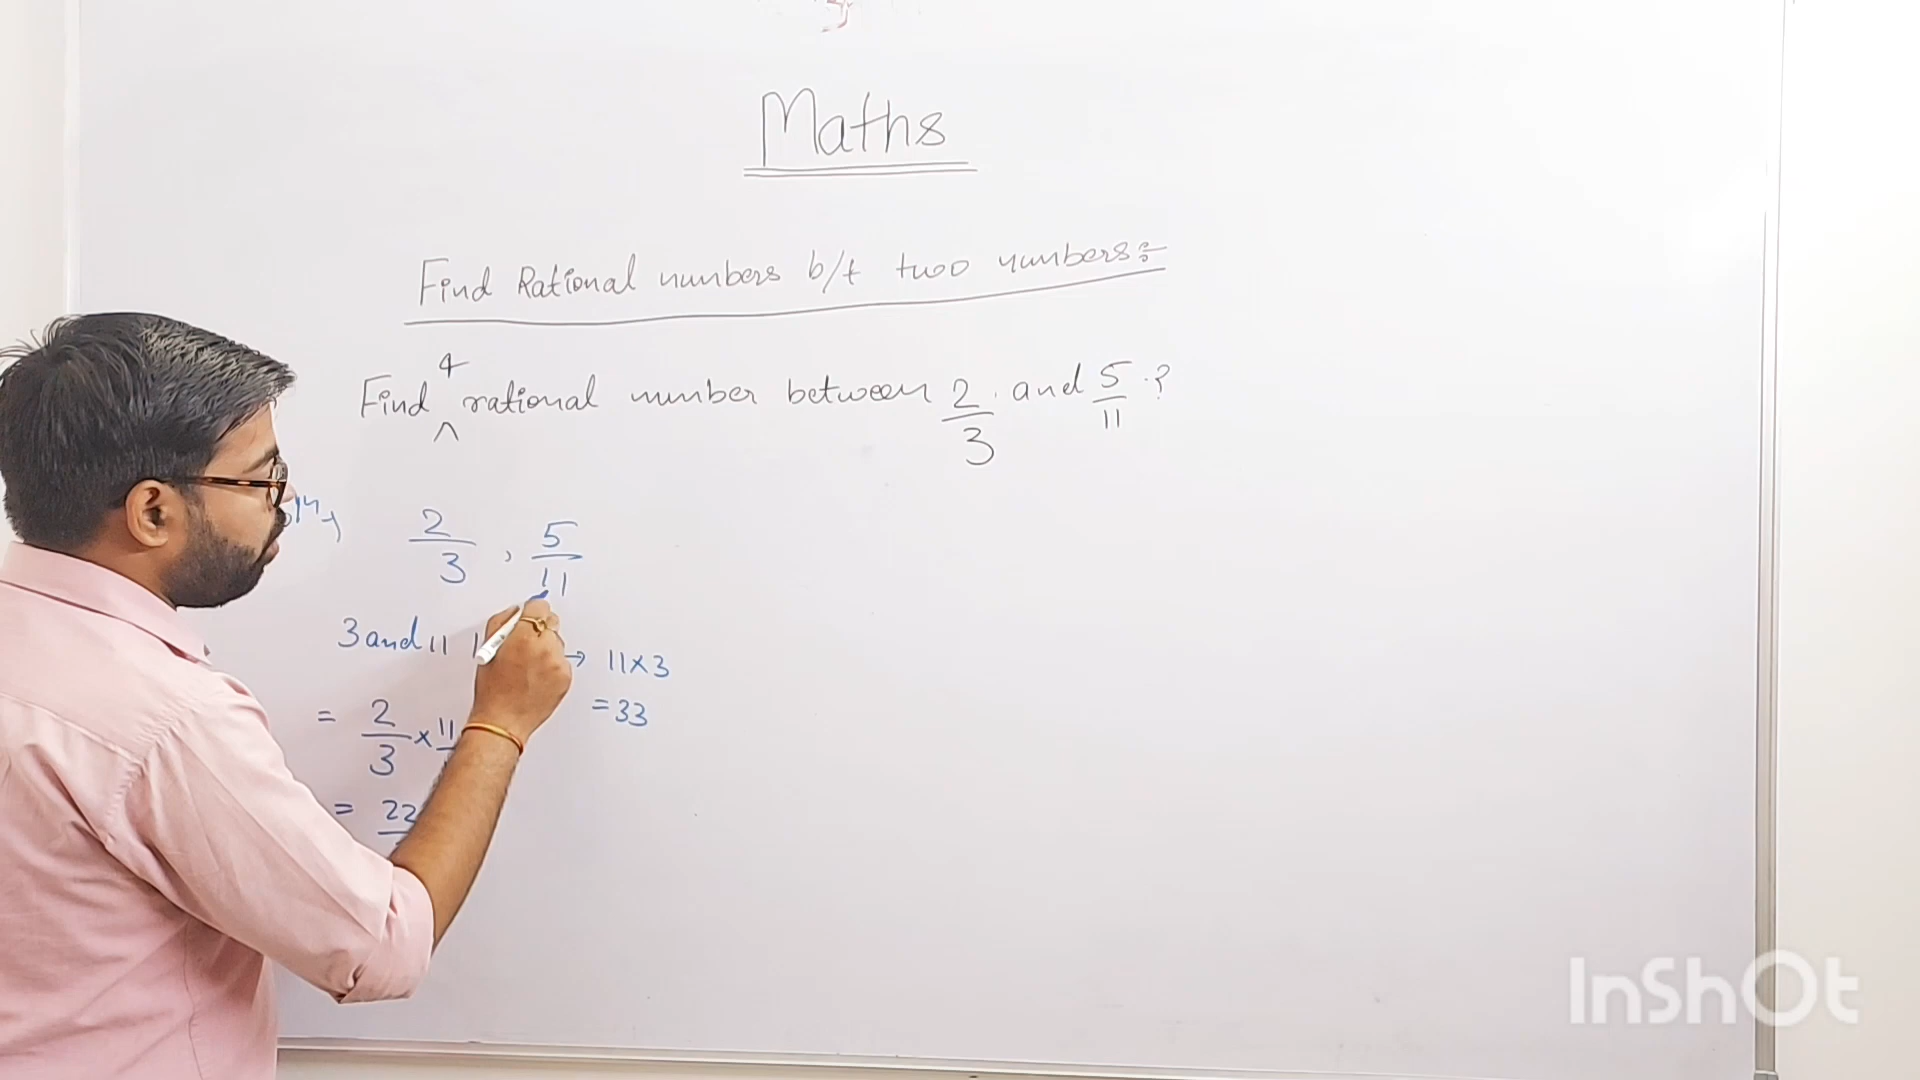 Maths
Find Rational numbers b/t two numbers:-
4
Find ^ rational number between 2/3 and 5/11 ?
2/3 , 5/11
3 and 11 → 11×3
= 33
= 2/3 × 11
= 22
InShOt